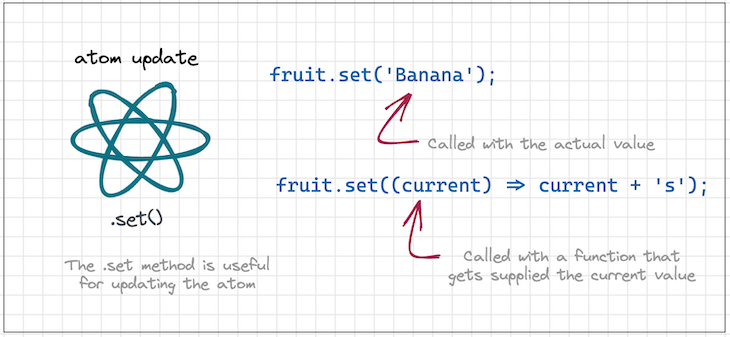 atom update
.set()
The .set method is useful
for updating the atom
fruit.set('Banana');
Called with the actual value
fruit.set((current) => current + 's');
Called with a function that
gets supplied the current value